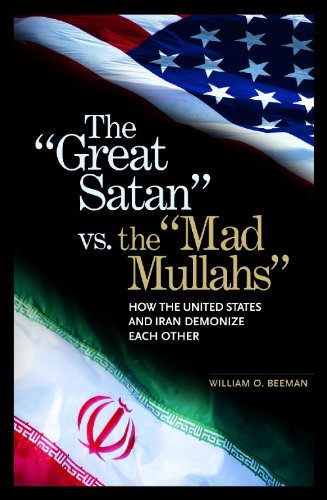 The
“Great
Satan”
vs. the “Mad
Mullahs”
HOW THE UNITED STATES
AND IRAN DEMONIZE
EACH OTHER
WILLIAM O. BEEMAN